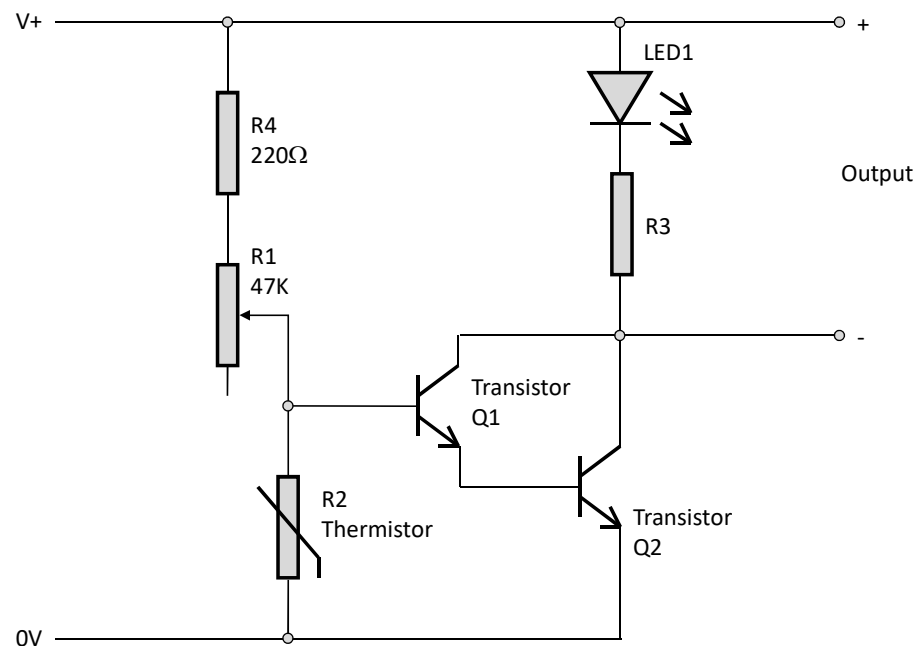 V+
+
LED1
R4
220Ω
Output
R3
R1
47K
-
Transistor
Q1
R2
Thermistor
Transistor
Q2
0V